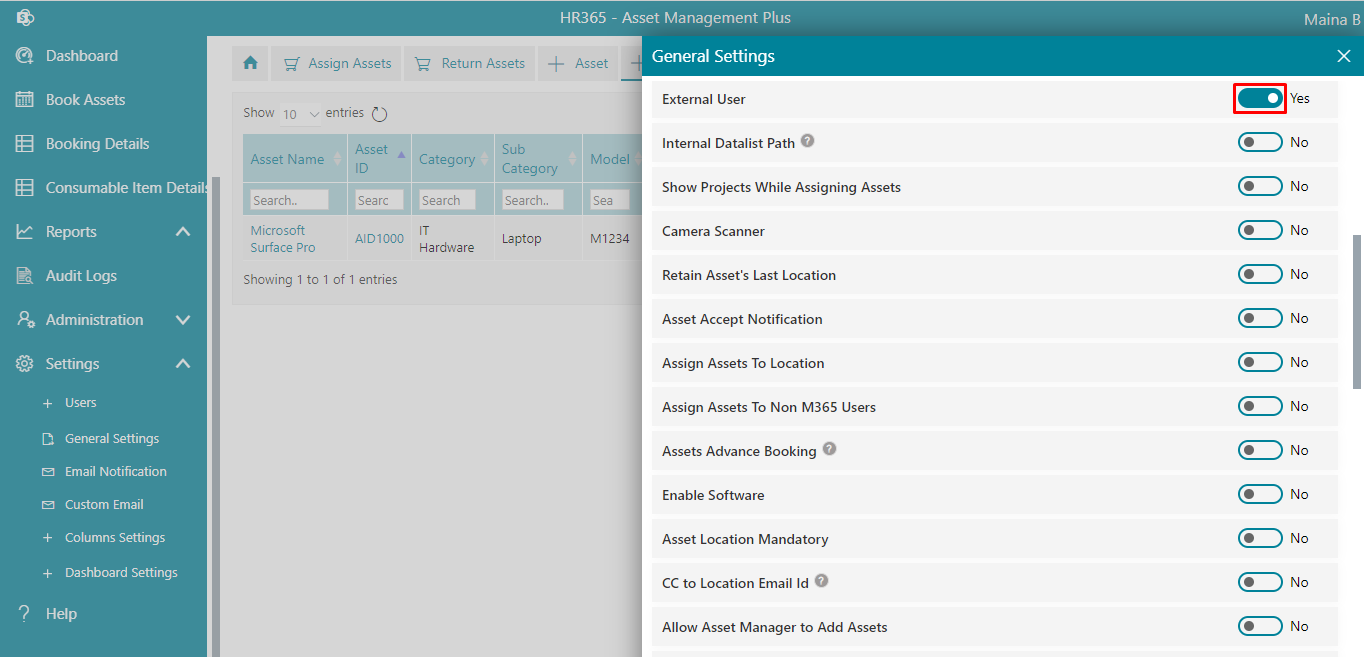 HR365 - Asset Management Plus
Maina B
Dashboard
Book Assets
Booking Details
Consumable Item Details
Reports
Audit Logs
Administration
Settings
Users
General Settings
Email Notification
Custom Email
Columns Settings
Dashboard Settings
? Help
Assign Assets
Return Assets
+ Asset
Show 10 entries
Asset Name
Asset ID
Category
Sub Category
Model
Search..
Searc
Search
Search..
Sea
Microsoft Surface Pro
AID1000
IT Hardware
Laptop
M1234
Showing 1 to 1 of 1 entries
General Settings
External User Yes
Internal Datalist Path ? No
Show Projects While Assigning Assets No
Camera Scanner No
Retain Asset's Last Location No
Asset Accept Notification No
Assign Assets To Location No
Assign Assets To Non M365 Users No
Assets Advance Booking ? No
Enable Software No
Asset Location Mandatory No
CC to Location Email Id ? No
Allow Asset Manager to Add Assets No